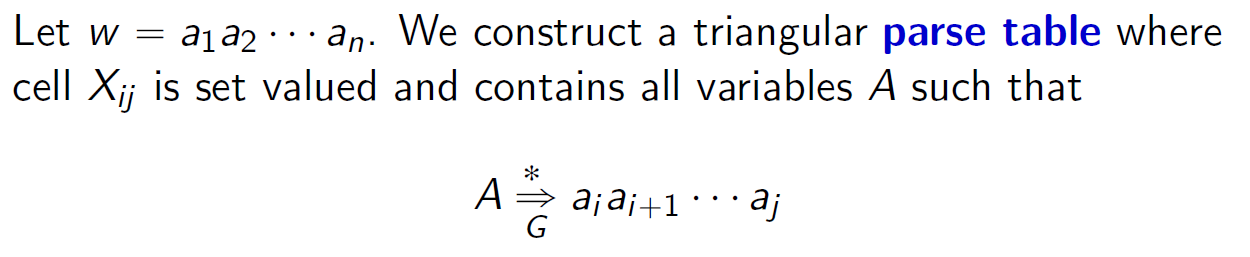 Let w = a₁a₂ ··· aₙ. We construct a triangular parse table where
cell Xᵢⱼ is set valued and contains all variables A such that
A ⇒*_G aᵢaᵢ₊₁ ··· aⱼ